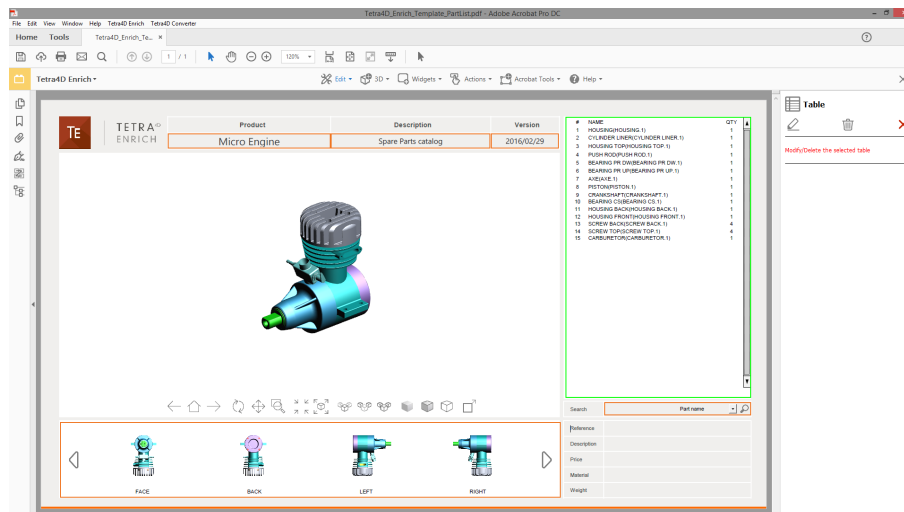 Tetra4D_Enrich_Template_PartList.pdf - Adobe Acrobat Pro DC
File Edit View Window Help Tetra4D Enrich Tetra4D Converter
Home Tools Tetra4D_Enrich_Te... ×
1 / 1 120%
Tetra4D Enrich Edit 3D Widgets Actions Acrobat Tools Help
Table
Modify/Delete the selected table
TE TETRA4D ENRICH
Product Description Version
Micro Engine Spare Parts catalog 2016/02/29
# NAME QTY
1 HOUSING(HOUSING.1) 1
2 CYLINDER LINER(CYLINDER LINER.1) 1
3 HOUSING TOP(HOUSING TOP.1) 1
4 PUSH ROD(PUSH ROD.1) 1
5 BEARING PR DW(BEARING PR DW.1) 1
6 BEARING PR UP(BEARING PR UP.1) 1
7 AXE(AXE.1) 1
8 PISTON(PISTON.1) 1
9 CRANKSHAFT(CRANKSHAFT.1) 1
10 BEARING CS(BEARING CS.1) 1
11 HOUSING BACK(HOUSING BACK.1) 1
12 HOUSING FRONT(HOUSING FRONT.1) 1
13 SCREW BACK(SCREW BACK.1) 4
14 SCREW TOP(SCREW TOP.1) 4
15 CARBURETOR(CARBURETOR.1) 1
Search Part name
Reference
Description
Price
Material
Weight
FACE BACK LEFT RIGHT